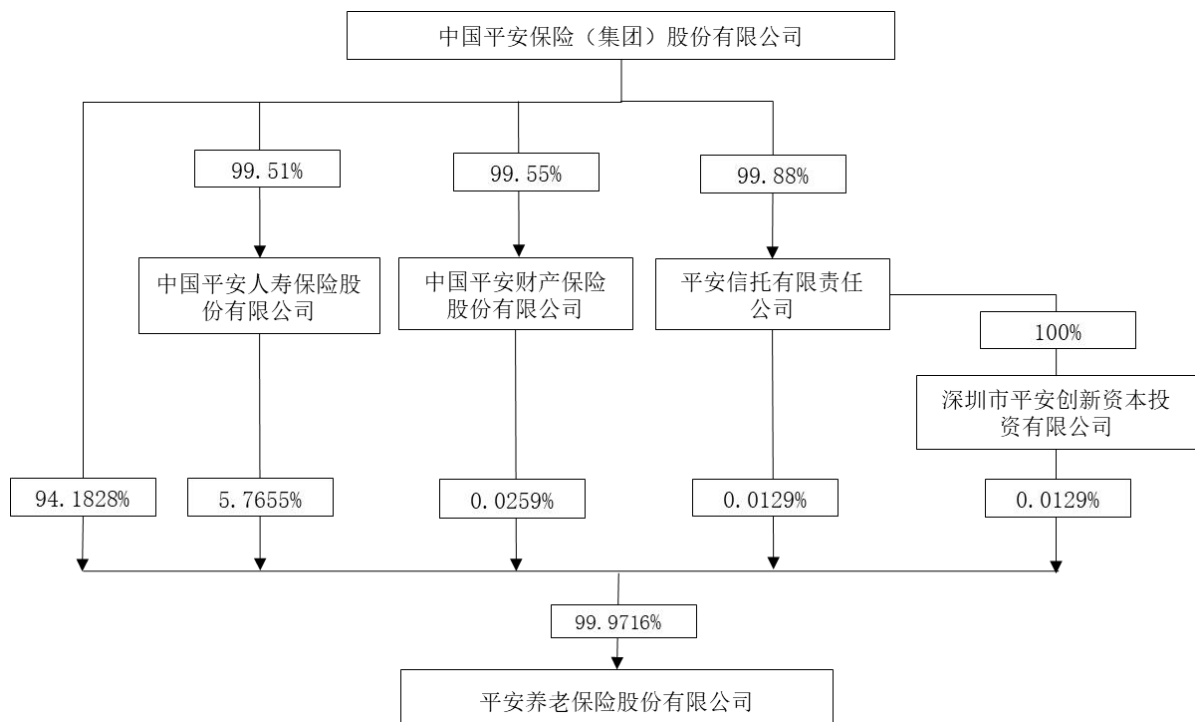 中国平安保险（集团）股份有限公司
99.51%
99.55%
99.88%
中国平安人寿保险股
份有限公司
中国平安财产保险
股份有限公司
平安信托有限责任
公司
100%
深圳市平安创新资本投
资有限公司
94.1828%
5.7655%
0.0259%
0.0129%
0.0129%
99.9716%
平安养老保险股份有限公司